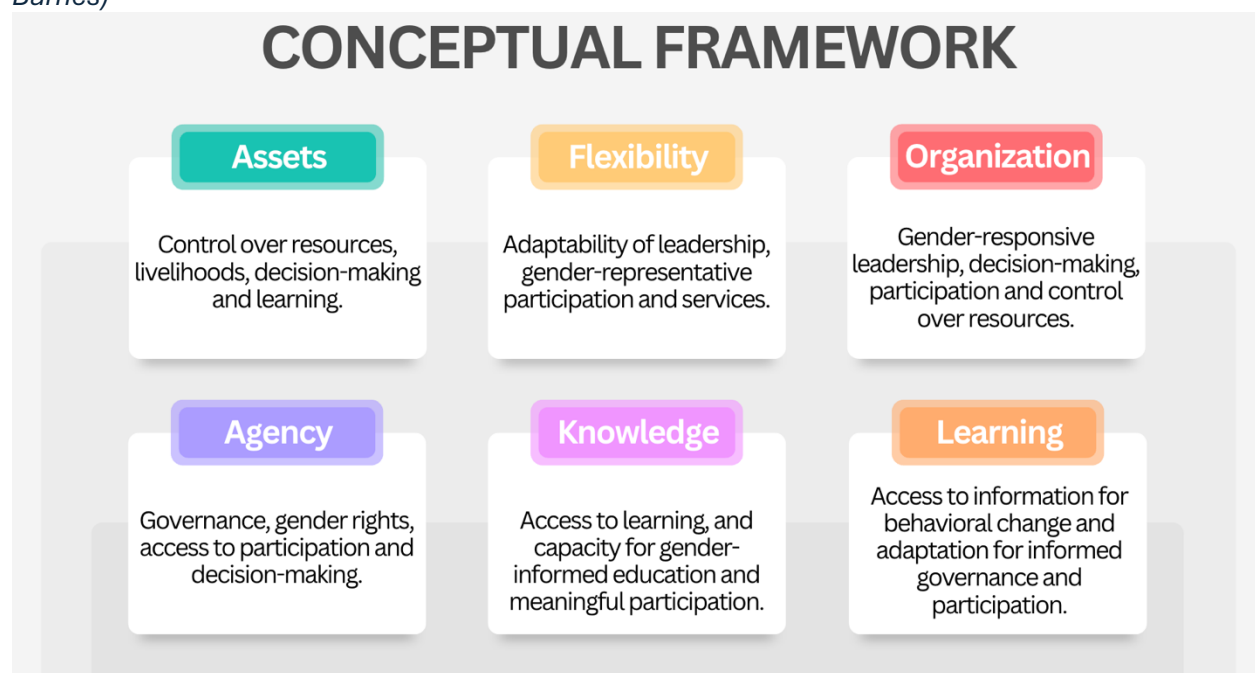 Barnes)
CONCEPTUAL FRAMEWORK
Assets
Control over resources,
livelihoods, decision-making
and learning.
Flexibility
Adaptability of leadership,
gender-representative
participation and services.
Organization
Gender-responsive
leadership, decision-making,
participation and control
over resources.
Agency
Governance, gender rights,
access to participation and
decision-making.
Knowledge
Access to learning, and
capacity for gender-
informed education and
meaningful participation.
Learning
Access to information for
behavioral change and
adaptation for informed
governance and
participation.